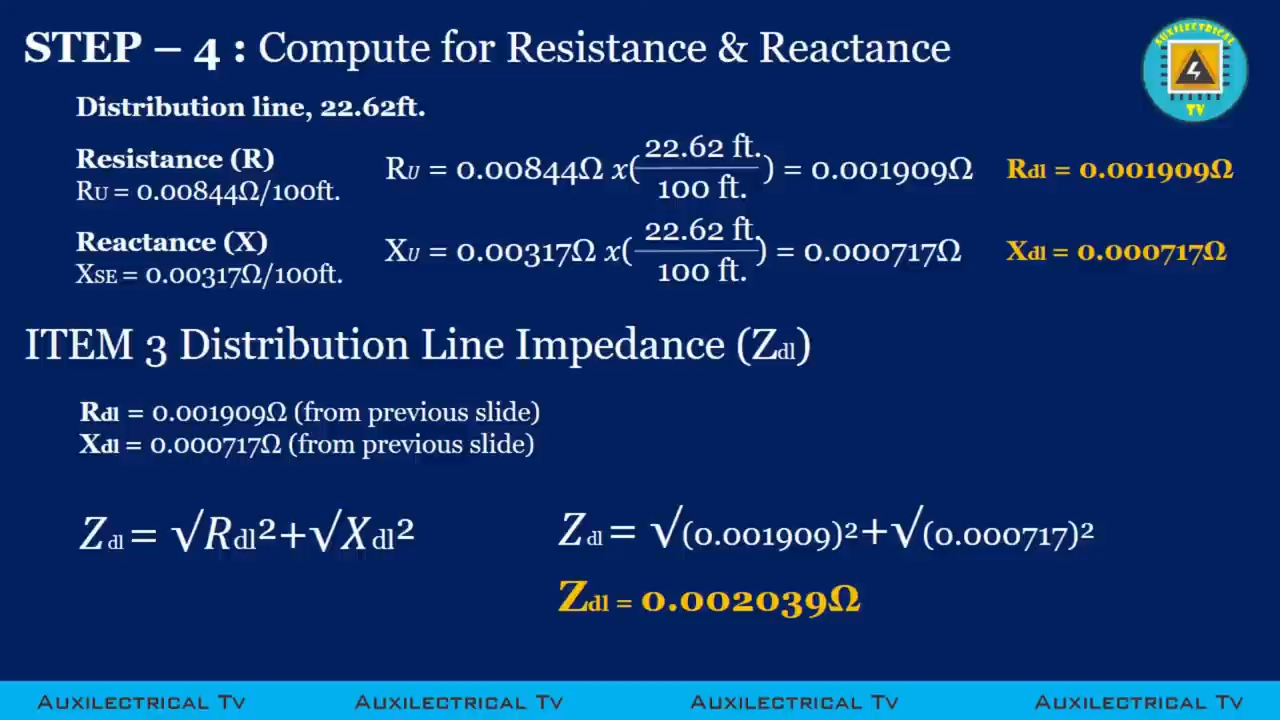 STEP – 4 : Compute for Resistance & Reactance
AUXILECTRICAL
TV
Distribution line, 22.62ft.
Resistance (R)
RU = 0.00844Ω/100ft.
RU = 0.00844Ω x(22.62 ft./100 ft.) = 0.001909Ω
Rdl = 0.001909Ω
Reactance (X)
XSE = 0.00317Ω/100ft.
XU = 0.00317Ω x(22.62 ft./100 ft.) = 0.000717Ω
Xdl = 0.000717Ω
ITEM 3 Distribution Line Impedance (Zdl)
Rdl = 0.001909Ω (from previous slide)
Xdl = 0.000717Ω (from previous slide)
Zdl = √Rdl²+√Xdl²
Zdl = √(0.001909)²+√(0.000717)²
Zdl = 0.002039Ω
Auxilectrical Tv Auxilectrical Tv Auxilectrical Tv Auxilectrical Tv